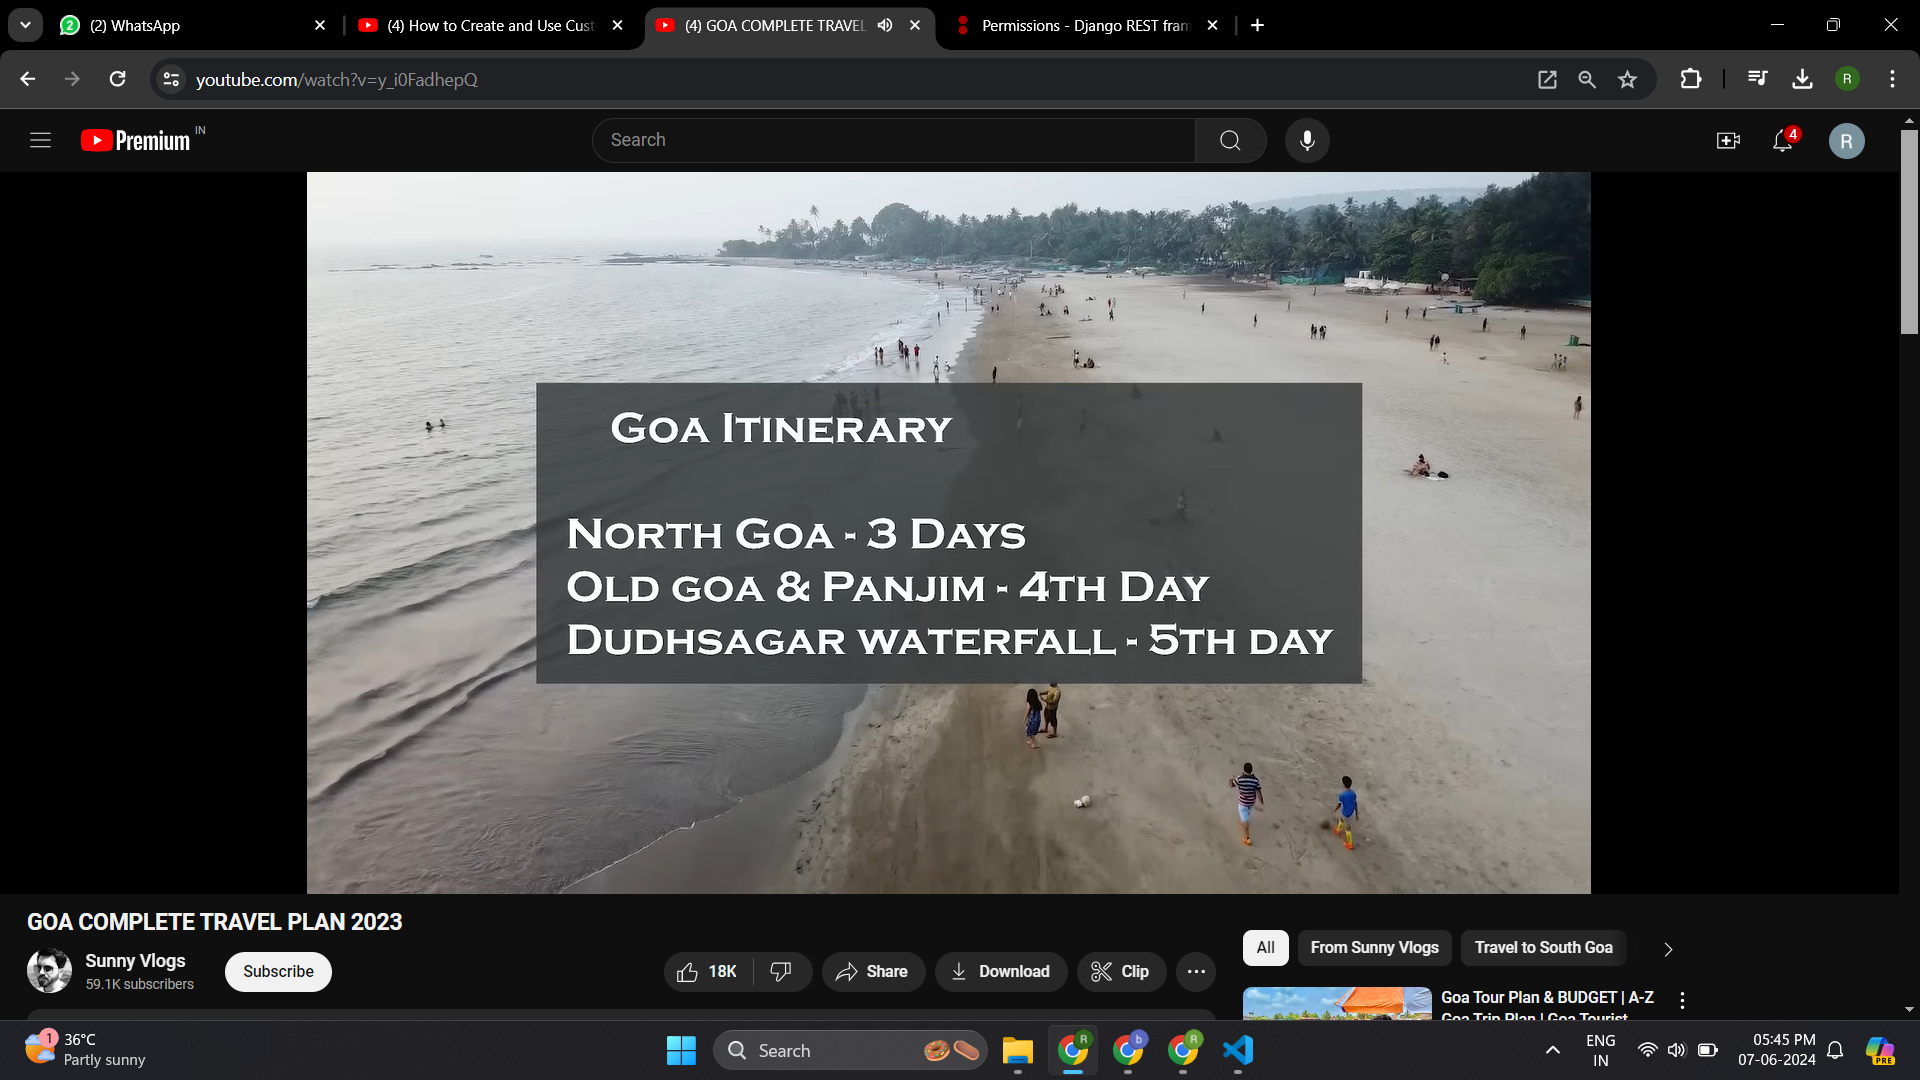 (2) WhatsApp
(4) How to Create and Use Cust
(4) GOA COMPLETE TRAVEL
Permissions - Django REST fram
youtube.com/watch?v=y_i0FadhepQ
R
Premium IN
Search
4
R
GOA ITINERARY
NORTH GOA - 3 DAYS
OLD GOA & PANJIM - 4TH DAY
DUDHSAGAR WATERFALL - 5TH DAY
GOA COMPLETE TRAVEL PLAN 2023
Sunny Vlogs
59.1K subscribers
Subscribe
18K
Share
Download
Clip
All
From Sunny Vlogs
Travel to South Goa
Goa Tour Plan & BUDGET | A-Z
Goa Trip Plan | Goa Tourist
1
36°C
Partly sunny
Search
R
b
R
ENG
IN
05:45 PM
07-06-2024
PRE